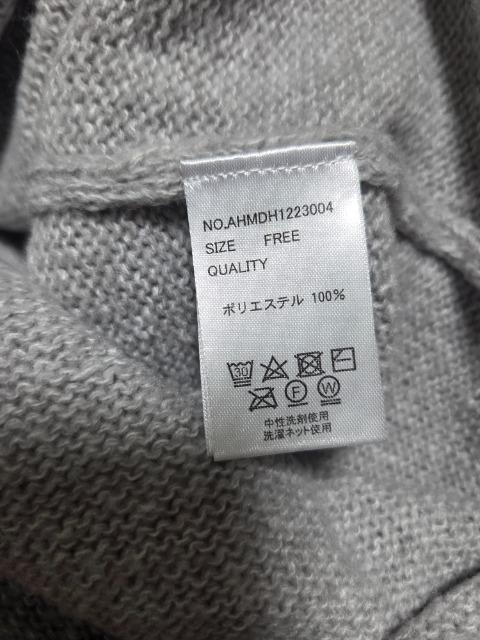 NO.AHMDH1223004
SIZE FREE
QUALITY
ポリエステル 100%
30
F W
中性洗剤使用
洗濯ネット使用